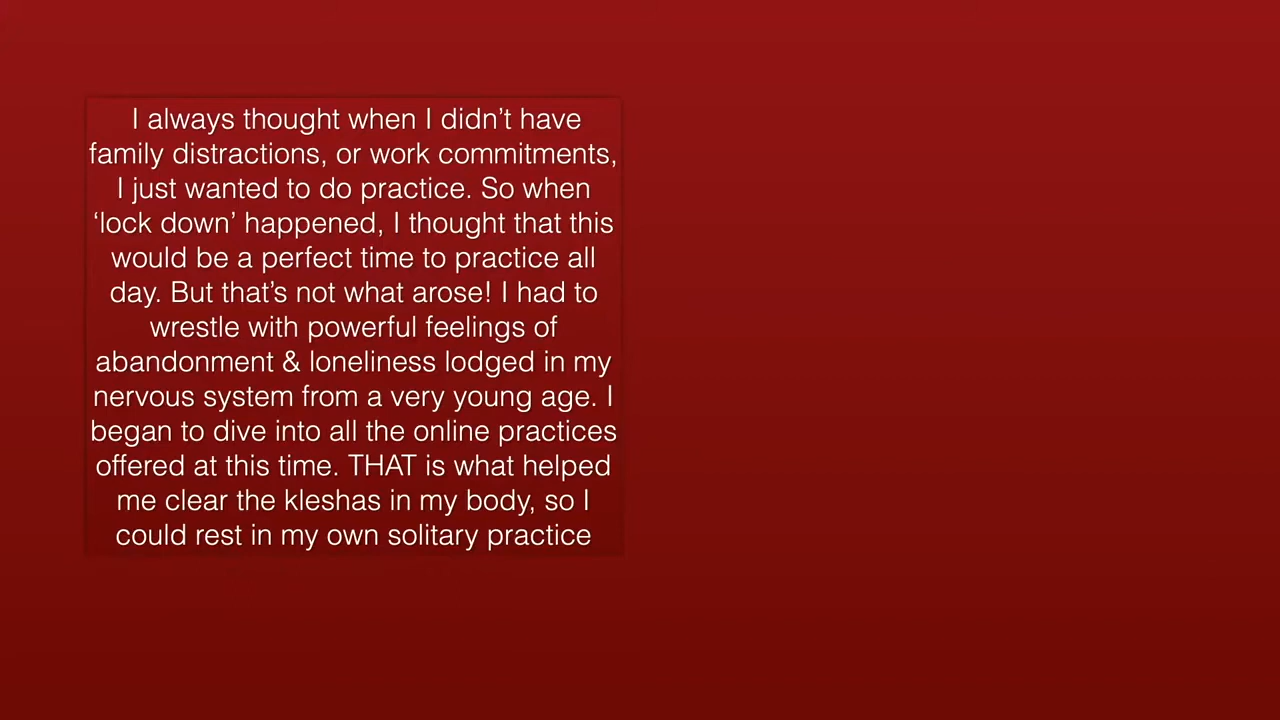 I always thought when I didn’t have
family distractions, or work commitments,
I just wanted to do practice. So when
‘lock down’ happened, I thought that this
would be a perfect time to practice all
day. But that’s not what arose! I had to
wrestle with powerful feelings of
abandonment & loneliness lodged in my
nervous system from a very young age. I
began to dive into all the online practices
offered at this time. THAT is what helped
me clear the kleshas in my body, so I
could rest in my own solitary practice